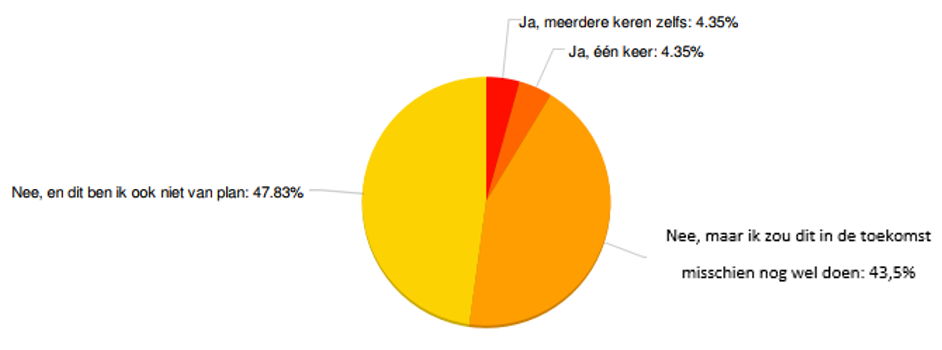 Ja, meerdere keren zelfs: 4.35%
Ja, één keer: 4.35%
Nee, en dit ben ik ook niet van plan: 47.83%
Nee, maar ik zou dit in de toekomst
misschien nog wel doen: 43,5%